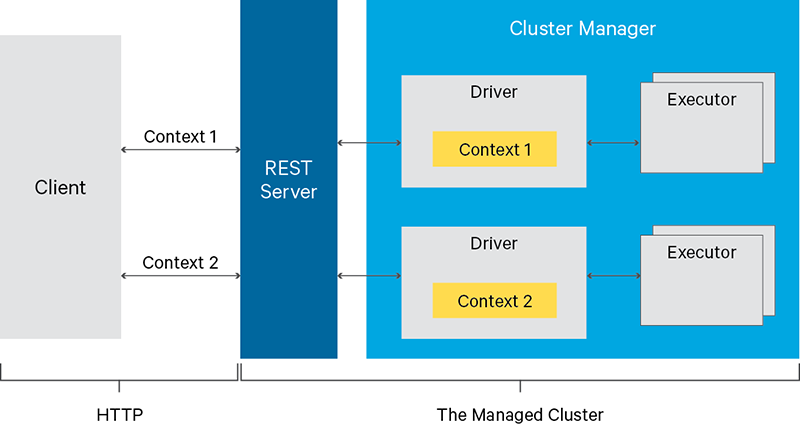 Cluster Manager
Client
Context 1
Context 2
REST
Server
Driver
Context 1
Executor
Driver
Context 2
Executor
HTTP
The Managed Cluster